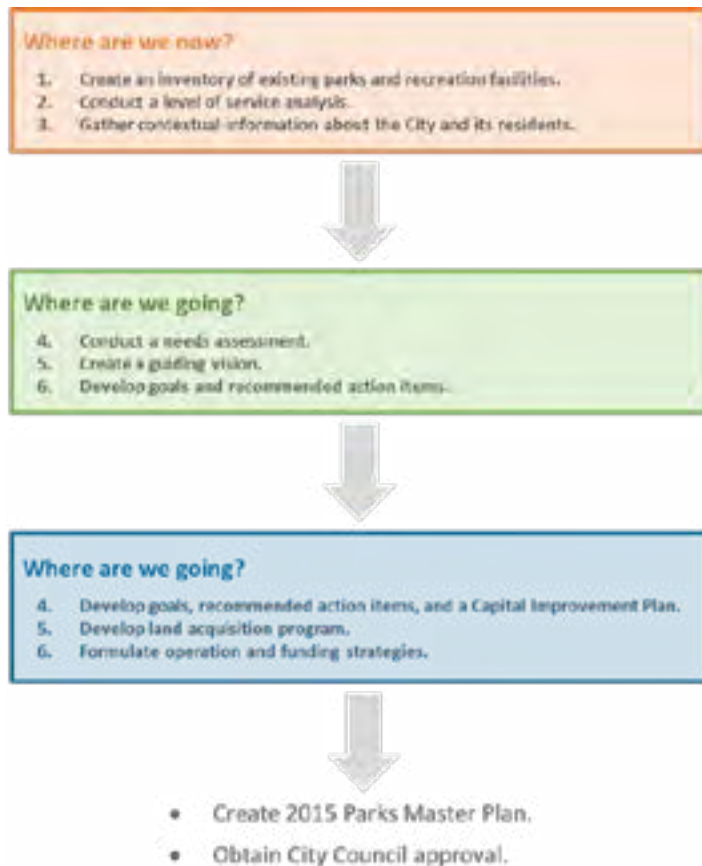 Where are we now?
1. Create an inventory of existing parks and recreation facilities.
2. Conduct a level of service analysis.
3. Gather contextual information about the City and its residents.
Where are we going?
4. Conduct a needs assessment.
5. Create a guiding vision.
6. Develop goals and recommended action items.
Where are we going?
4. Develop goals, recommended action items, and a Capital Improvement Plan.
5. Develop land acquisition program.
6. Formulate operation and funding strategies.
• Create 2015 Parks Master Plan.
• Obtain City Council approval.